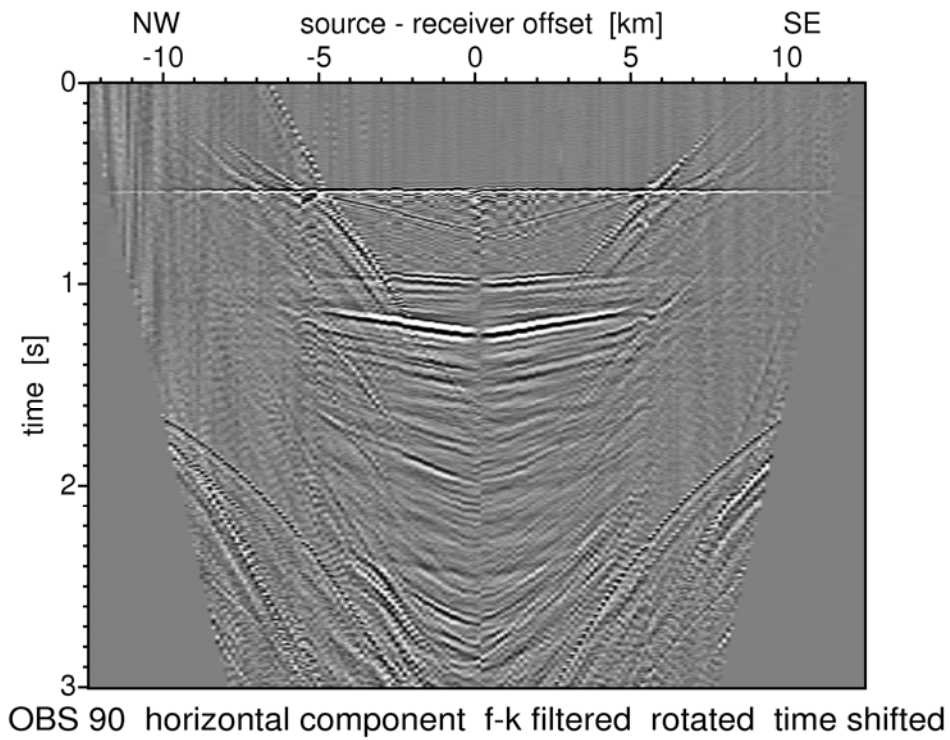 NW source - receiver offset [km] SE
-10 -5 0 5 10
0
1
time [s]
2
3
OBS 90 horizontal component f-k filtered rotated time shifted